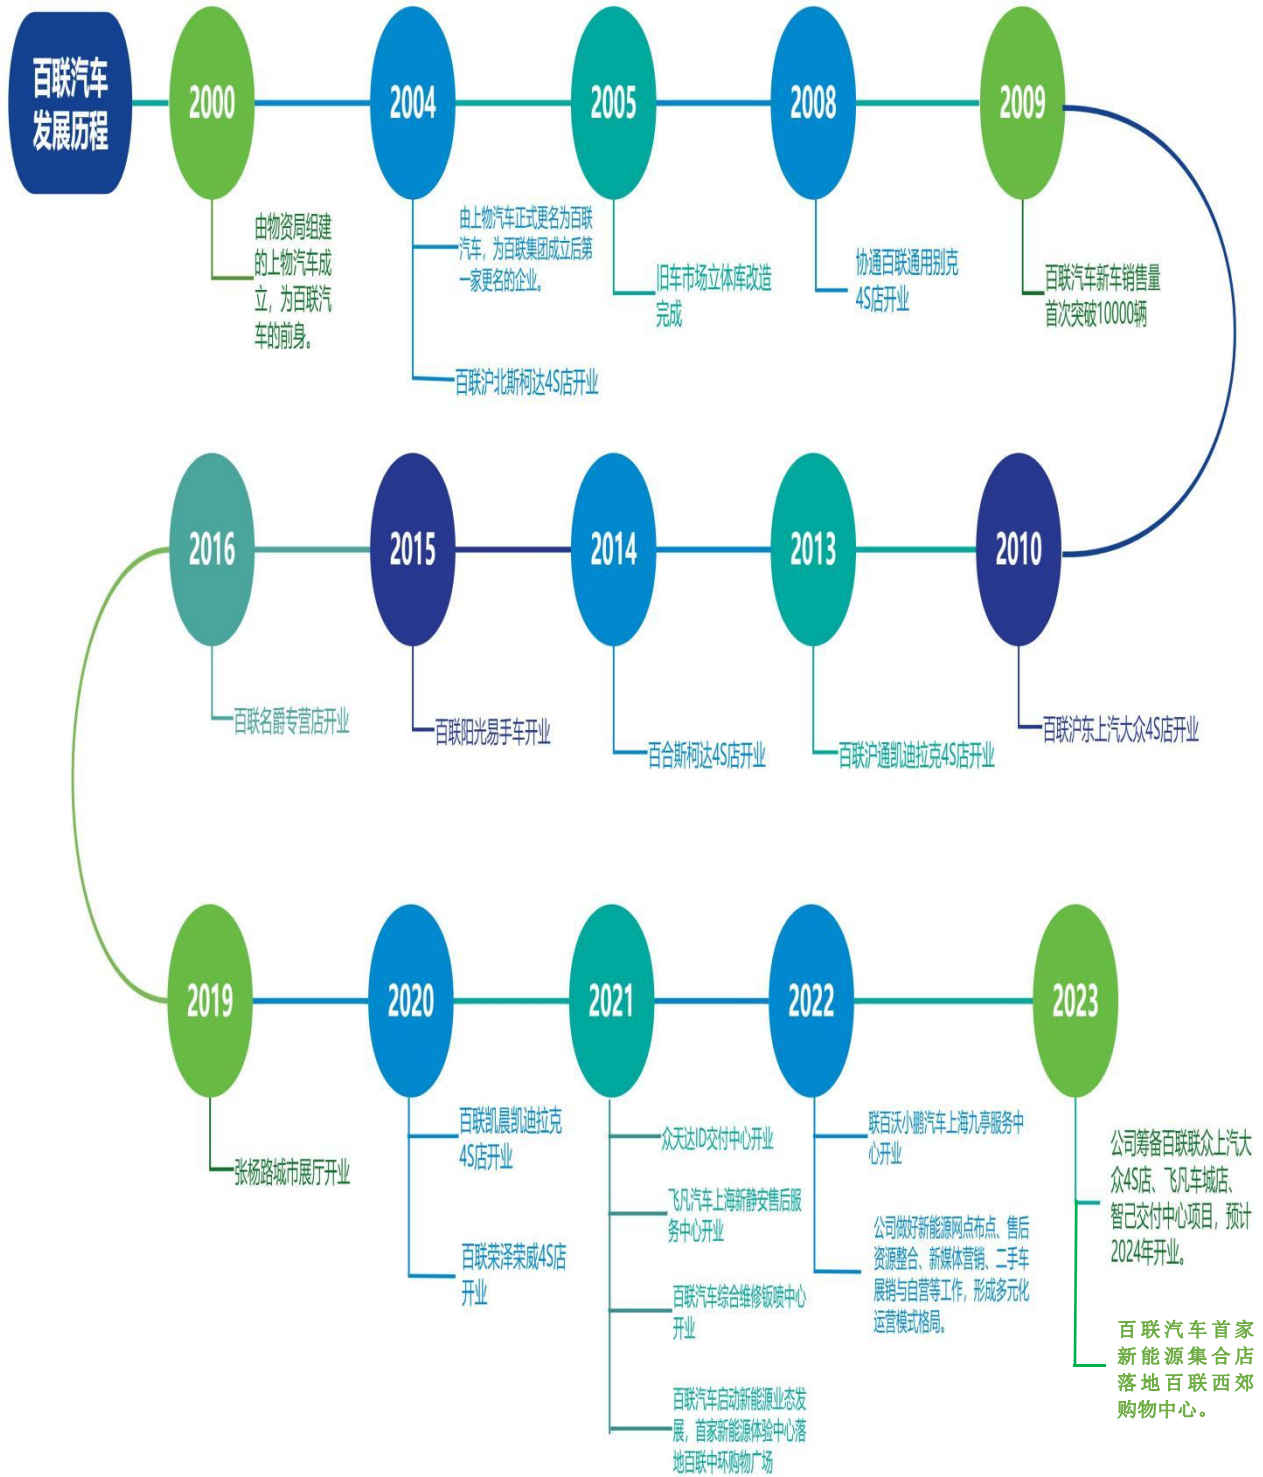 百联汽车
发展历程
2000
2004
2005
2008
2009
由物资局组建
的上物汽车成
立，为百联汽
车的前身。
由上物汽车正式更名为百联
汽车，为百联集团成立后第
一家更名的企业。
百联沪北斯柯达4S店开业
旧车市场立体库改造
完成
协通百联通用别克
4S店开业
百联汽车新车销售量
首次突破10000辆
2016
2015
2014
2013
2010
百联名爵专营店开业
百联阳光易手车开业
百合斯柯达4S店开业
百联沪通凯迪拉克4S店开业
百联沪东上汽大众4S店开业
2019
2020
2021
2022
2023
张杨路城市展厅开业
百联凯晨凯迪拉克
4S店开业
百联荣泽荣威4S店
开业
众天达ID交付中心开业
飞凡汽车上海新静安售后服
务中心开业
百联汽车综合维修钣喷中心
开业
百联汽车启动新能源业态发
展，首家新能源体验中心落
地百联中环购物广场
联百沃小鹏汽车上海九亭服务中
心开业
公司做好新能源网点布点、售后
资源整合、新媒体营销、二手车
展销与自营等工作，形成多元化
运营模式格局。
公司筹备百联联众上汽大
众4S店、飞凡车城店、
智己交付中心项目，预计
2024年开业。
百联汽车首家
新能源集合店
落地百联西郊
购物中心。